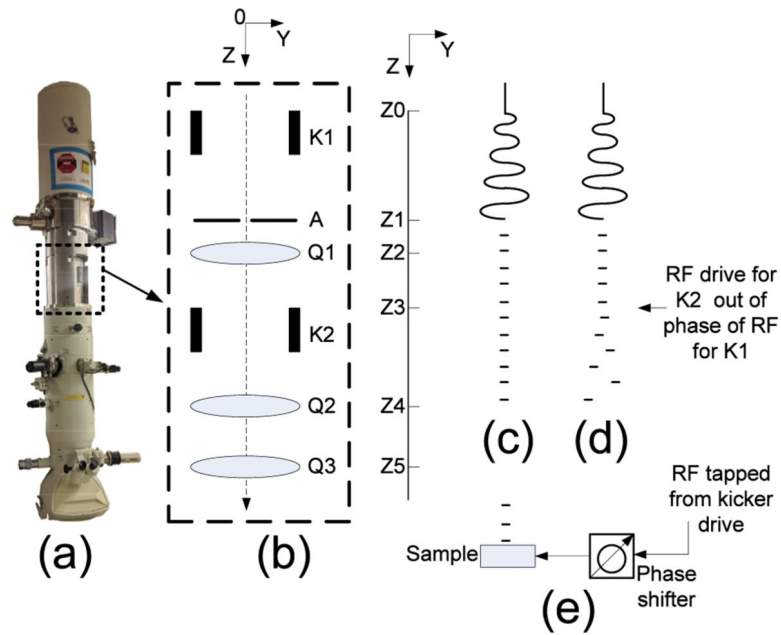 0
Y
Z
K1
A
Q1
K2
Q2
Q3
Y
Z
Z0
Z1
Z2
Z3
Z4
Z5
RF drive for
K2 out of
phase of RF
for K1
(c)
(d)
RF tapped
from kicker
drive
Sample
Phase
shifter
(a)
(b)
(e)